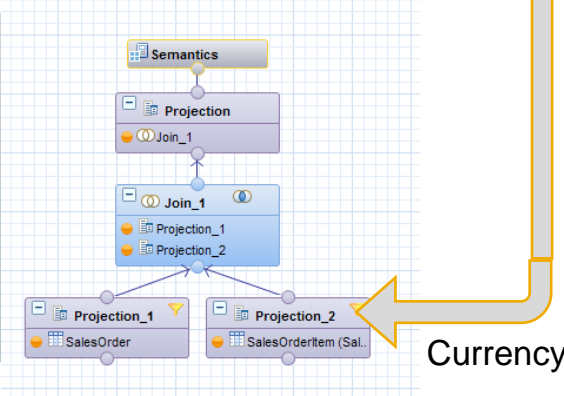 Semantics
Projection
Join_1
Join_1
Projection_1
Projection_2
Projection_1
Projection_2
SalesOrder
SalesOrderItem (Sal..
Currency